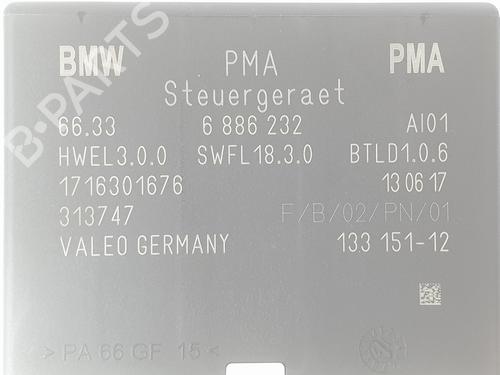 BMW PMA PMA
Steuergeraet
66.33 6 886 232 AI01
HWEL3.0.0 SWFL18.3.0 BTLD1.0.6
1716301676 13 06 17
313747 F/B/02/PN/01
VALEO GERMANY 133 151-12
> PA 66 GF 15 <
B-PARTS